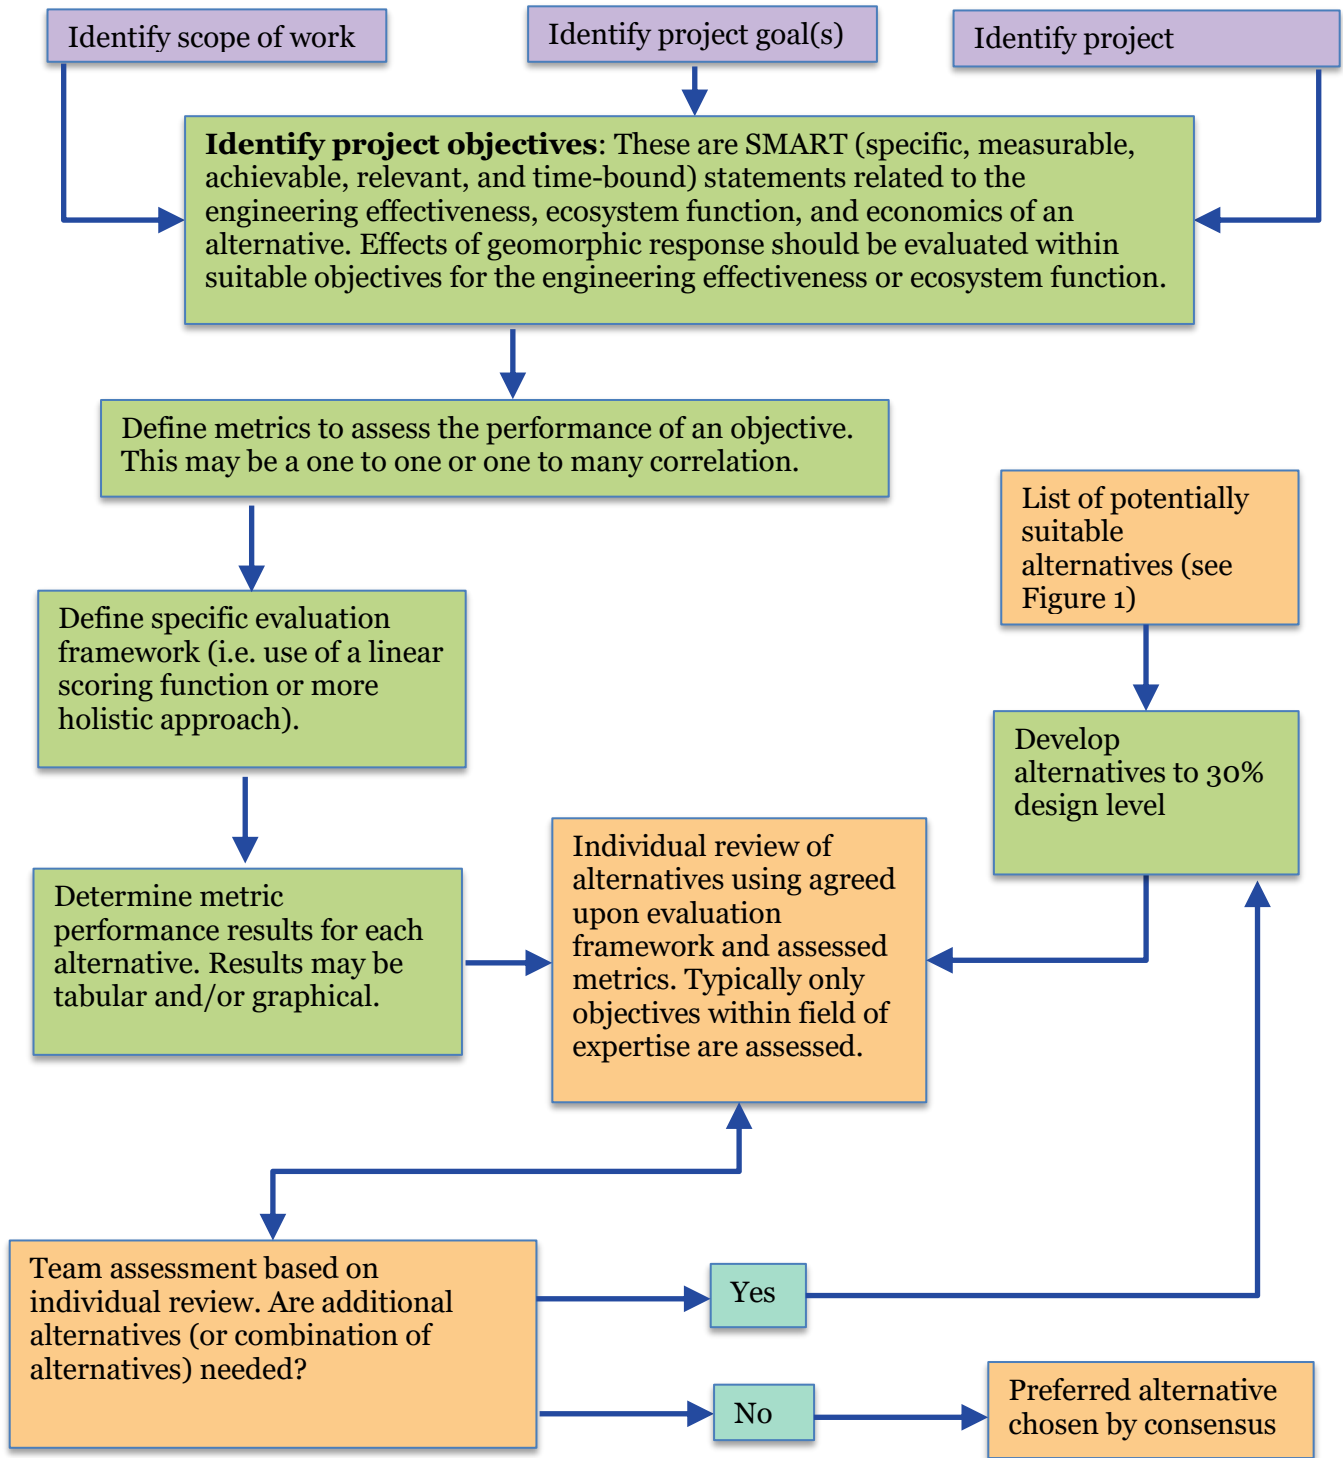 Identify scope of work
Identify project goal(s)
Identify project
Identify project objectives: These are SMART (specific, measurable,
achievable, relevant, and time-bound) statements related to the
engineering effectiveness, ecosystem function, and economics of an
alternative. Effects of geomorphic response should be evaluated within
suitable objectives for the engineering effectiveness or ecosystem function.
Define metrics to assess the performance of an objective.
This may be a one to one or one to many correlation.
List of potentially
suitable
alternatives (see
Figure 1)
Define specific evaluation
framework (i.e. use of a linear
scoring function or more
holistic approach).
Develop
alternatives to 30%
design level
Determine metric
performance results for each
alternative. Results may be
tabular and/or graphical.
Individual review of
alternatives using agreed
upon evaluation
framework and assessed
metrics. Typically only
objectives within field of
expertise are assessed.
Team assessment based on
individual review. Are additional
alternatives (or combination of
alternatives) needed?
Yes
No
Preferred alternative
chosen by consensus